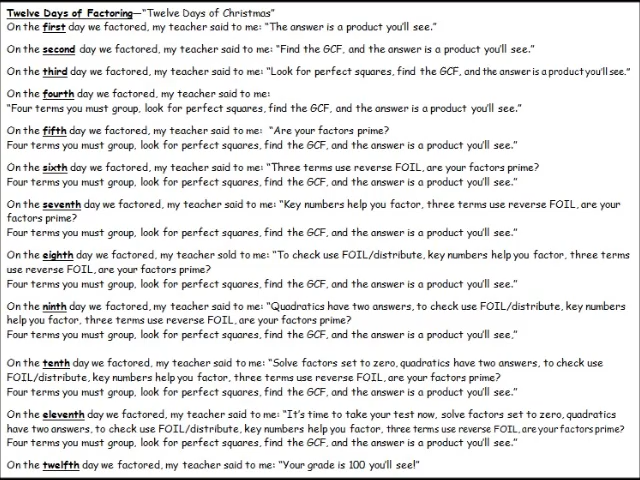 Twelve Days of Factoring—“Twelve Days of Christmas”
On the first day we factored, my teacher said to me: “The answer is a product you’ll see.”
On the second day we factored, my teacher said to me: “Find the GCF, and the answer is a product you’ll see.”
On the third day we factored, my teacher said to me: “Look for perfect squares, find the GCF, and the answer is a product you’ll see.”
On the fourth day we factored, my teacher said to me:
“Four terms you must group, look for perfect squares, find the GCF, and the answer is a product you’ll see.”
On the fifth day we factored, my teacher said to me: “Are your factors prime?
Four terms you must group, look for perfect squares, find the GCF, and the answer is a product you’ll see.”
On the sixth day we factored, my teacher said to me: “Three terms use reverse FOIL, are your factors prime?
Four terms you must group, look for perfect squares, find the GCF, and the answer is a product you’ll see.”
On the seventh day we factored, my teacher said to me: “Key numbers help you factor, three terms use reverse FOIL, are your
factors prime?
Four terms you must group, look for perfect squares, find the GCF, and the answer is a product you’ll see.”
On the eighth day we factored, my teacher sold to me: “To check use FOIL/distribute, key numbers help you factor, three terms
use reverse FOIL, are your factors prime?
Four terms you must group, look for perfect squares, find the GCF, and the answer is a product you’ll see.”
On the ninth day we factored, my teacher said to me: “Quadratics have two answers, to check use FOIL/distribute, key numbers
help you factor, three terms use reverse FOIL, are your factors prime?
Four terms you must group, look for perfect squares, find the GCF, and the answer is a product you’ll see,”
On the tenth day we factored, my teacher said to me: “Solve factors set to zero, quadratics have two answers, to check use
FOIL/distribute, key numbers help you factor, three terms use reverse FOIL, are your factors prime?
Four terms you must group, look for perfect squares, find the GCF, and the answer is a product you’ll see.”
On the eleventh day we factored, my teacher said to me: “It’s time to take your test now, solve factors set to zero, quadratics
have two answers, to check use FOIL/distribute, key numbers help you factor, three terms use reverse FOIL, are your factors prime?
Four terms you must group, look for perfect squares, find the GCF, and the answer is a product you’ll see.”
On the twelfth day we factored, my teacher said to me: “Your grade is 100 you’ll see!”